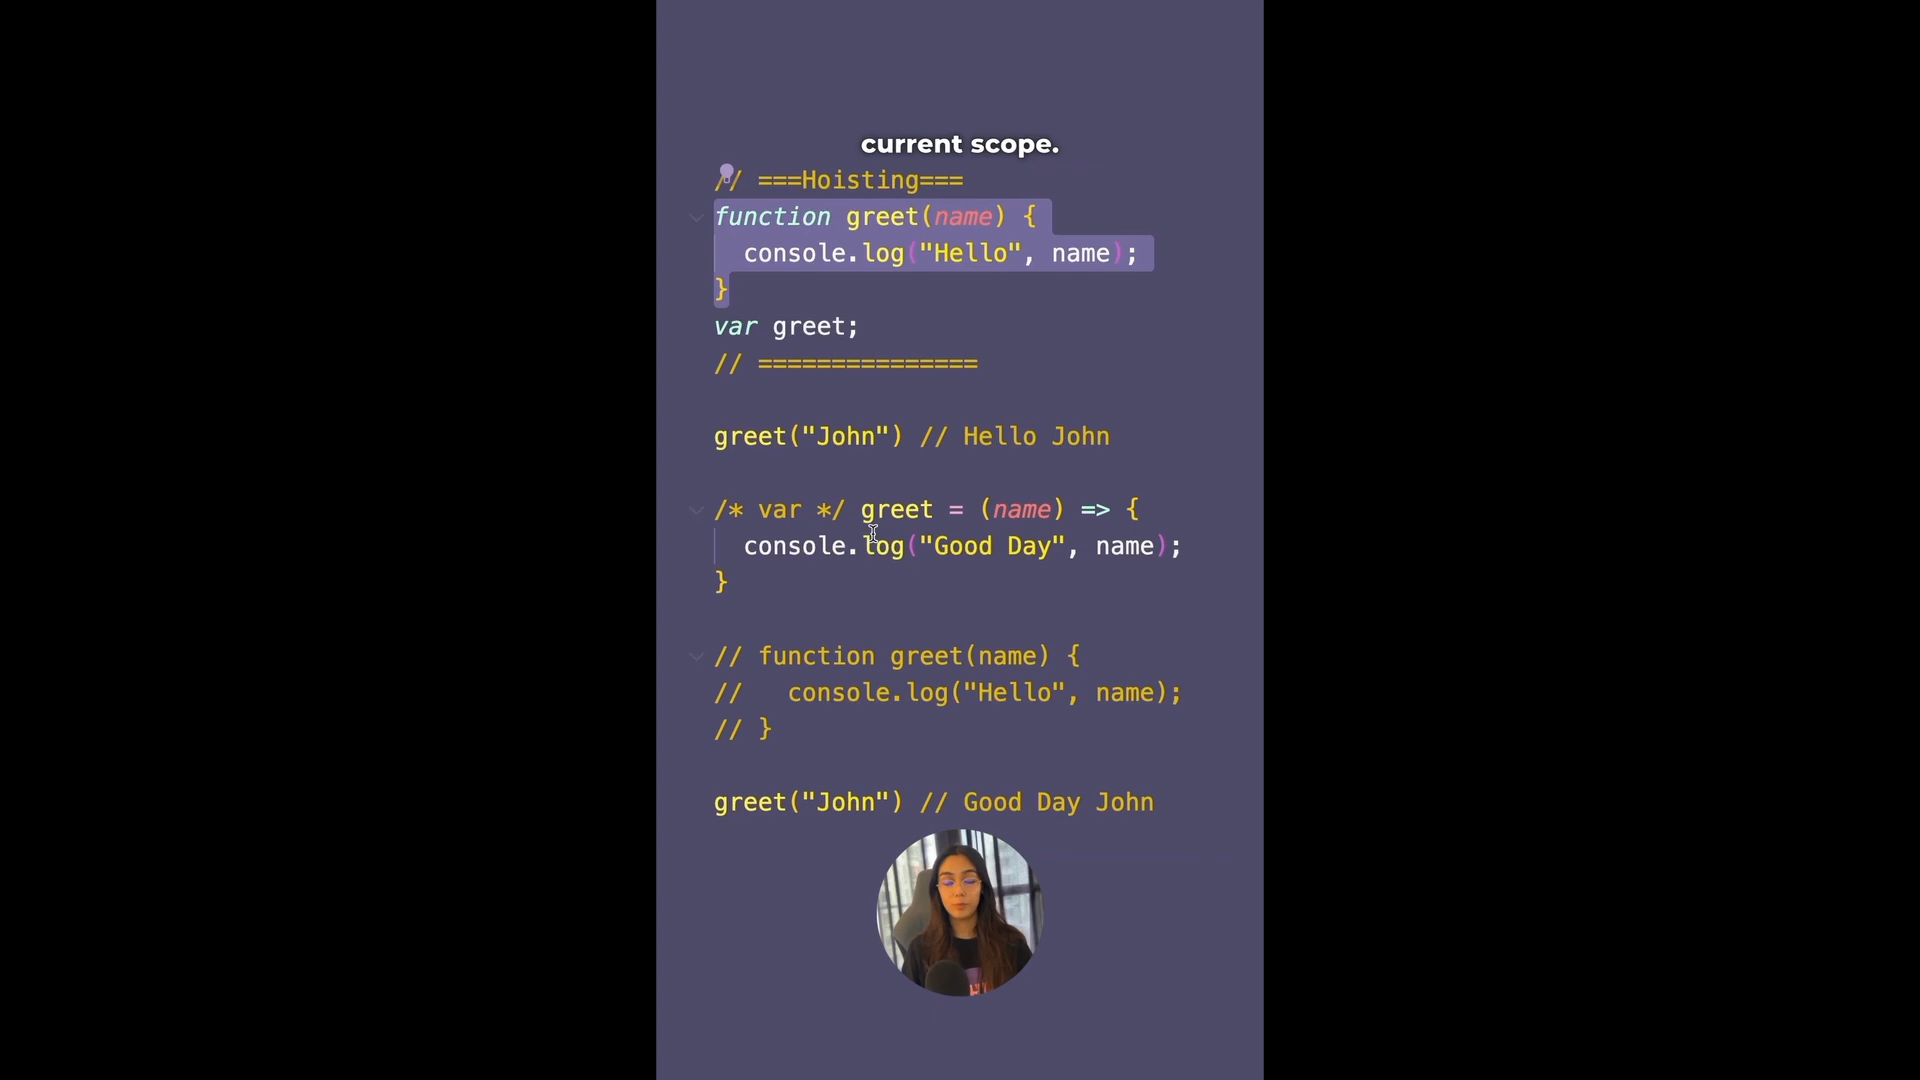 current scope.
// ===Hoisting===
function greet(name) {
  console.log("Hello", name);
}
var greet;
// ===============
greet("John") // Hello John
/* var */ greet = (name) => {
  console.log("Good Day", name);
}
// function greet(name) {
//   console.log("Hello", name);
// }
greet("John") // Good Day John